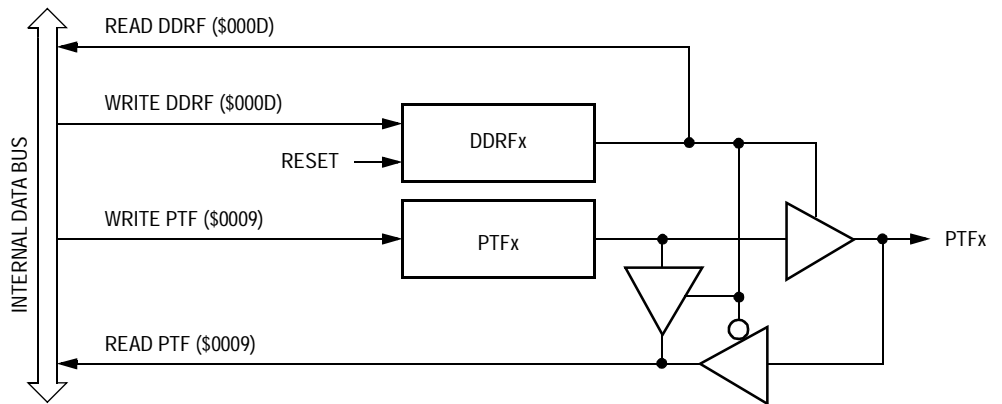 READ DDRF ($000D)
WRITE DDRF ($000D)
DDRFx
RESET
WRITE PTF ($0009)
PTFx
PTFx
INTERNAL DATA BUS
READ PTF ($0009)